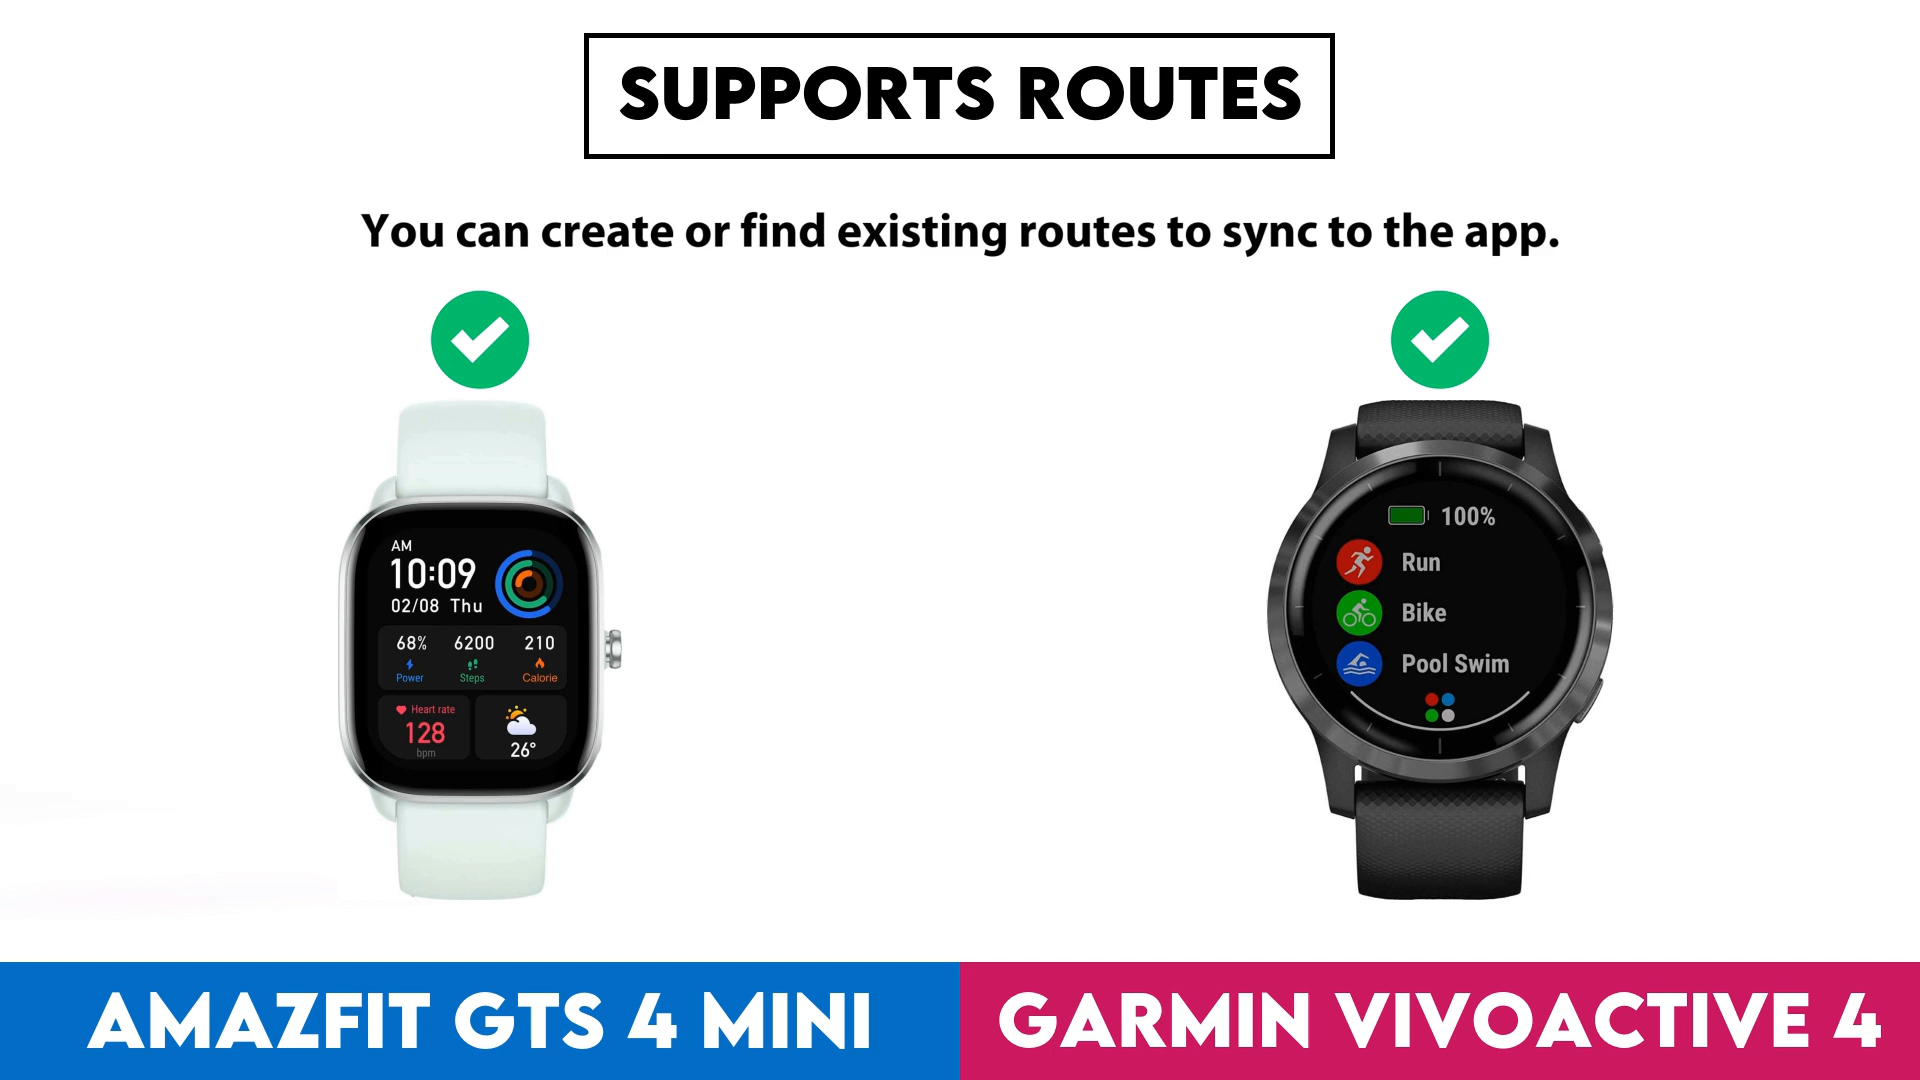 SUPPORTS ROUTES
You can create or find existing routes to sync to the app.
AM
10:09
02/08 Thu
68% 6200 210
Power Steps Calorie
Heart rate
128
bpm
26°
100%
Run
Bike
Pool Swim
AMAZFIT GTS 4 MINI
GARMIN VIVOACTIVE 4